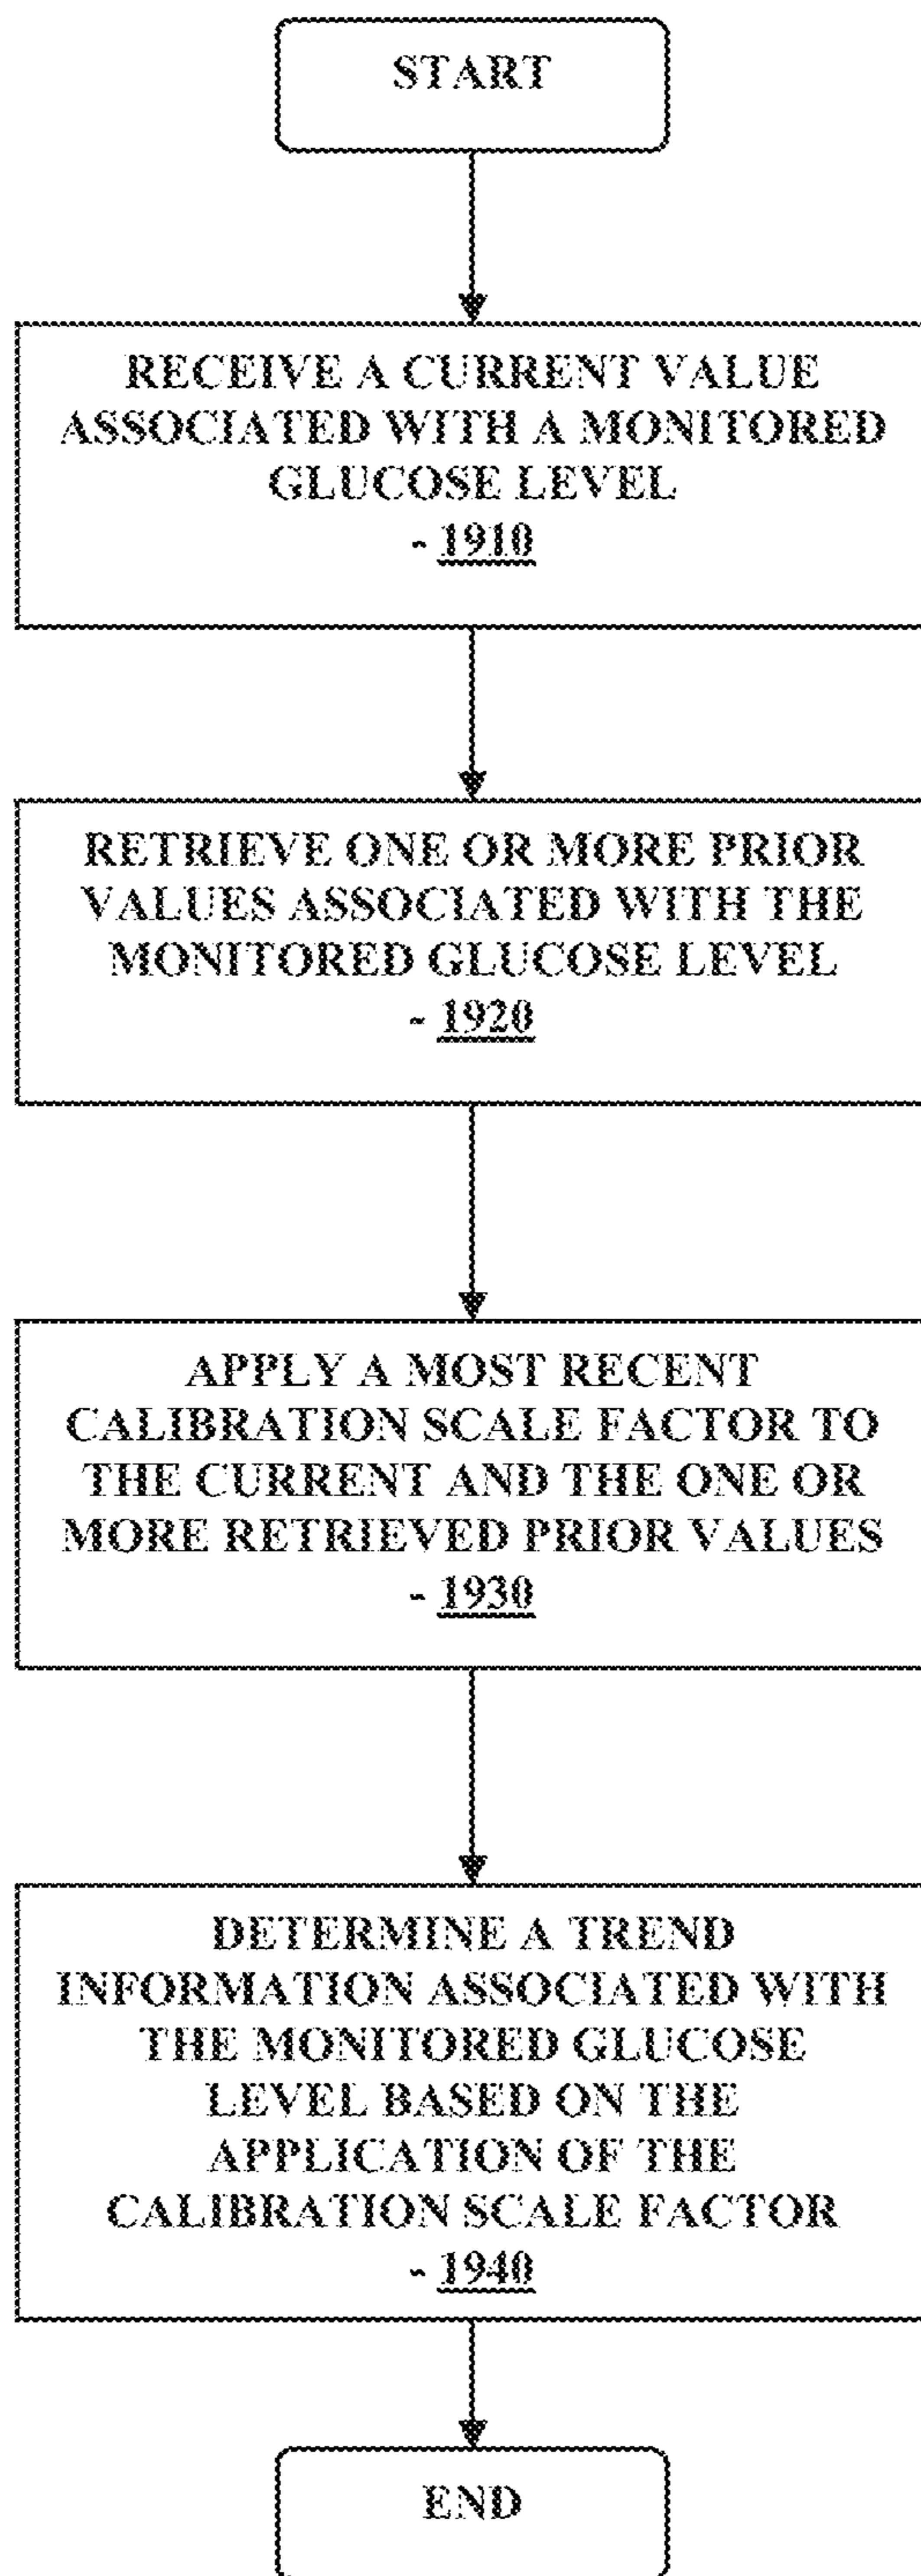 START
RECEIVE A CURRENT VALUE
ASSOCIATED WITH A MONITORED
GLUCOSE LEVEL
- 1910
RETRIEVE ONE OR MORE PRIOR
VALUES ASSOCIATED WITH THE
MONITORED GLUCOSE LEVEL
- 1920
APPLY A MOST RECENT
CALIBRATION SCALE FACTOR TO
THE CURRENT AND THE ONE OR
MORE RETRIEVED PRIOR VALUES
- 1930
DETERMINE A TREND
INFORMATION ASSOCIATED WITH
THE MONITORED GLUCOSE
LEVEL BASED ON THE
APPLICATION OF THE
CALIBRATION SCALE FACTOR
- 1940
END